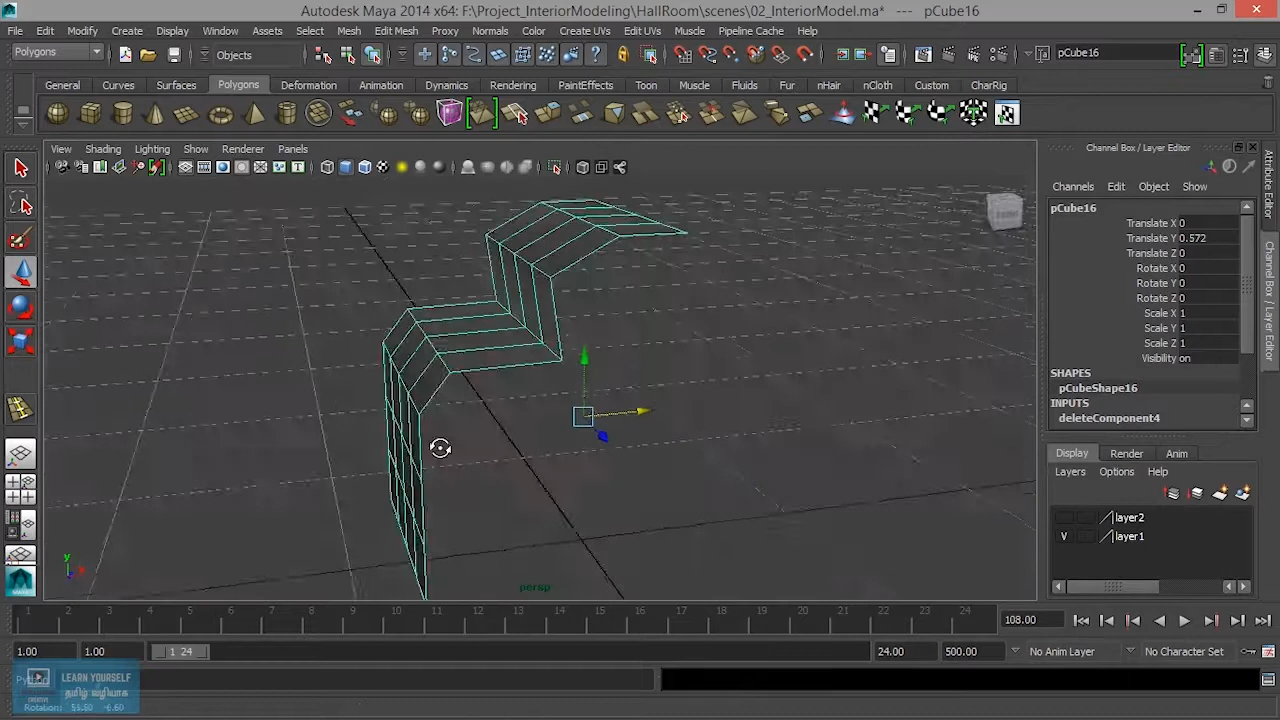 Autodesk Maya 2014 x64: F:\Project_InteriorModeling\HallRoom\scenes\02_InteriorModel.ma* --- pCube16
File Edit Modify Create Display Window Assets Select Mesh Edit Mesh Proxy Normals Color Create UVs Edit UVs Muscle Pipeline Cache Help
Polygons Objects pCube16
General Curves Surfaces Polygons Deformation Animation Dynamics Rendering PaintEffects Toon Muscle Fluids Fur nHair nCloth Custom CharRig
View Shading Lighting Show Renderer Panels
Channel Box / Layer Editor
Channels Edit Object Show
pCube16
Translate X 0
Translate Y 0.572
Translate Z 0
Rotate X 0
Rotate Y 0
Rotate Z 0
Scale X 1
Scale Y 1
Scale Z 1
Visibility on
SHAPES
pCubeShape16
INPUTS
deleteComponent4
Attribute Editor
Channel Box / Layer Editor
Display Render Anim
Layers Options Help
layer2
V layer1
y
x
persp
1 2 3 4 5 6 7 8 9 10 11 12 13 14 15 16 17 18 19 20 21 22 23 24 108.00
1.00 1.00 1 24 24.00 500.00 No Anim Layer No Character Set
LEARN YOURSELF
தமிழ் வழியாக
CREATIVE